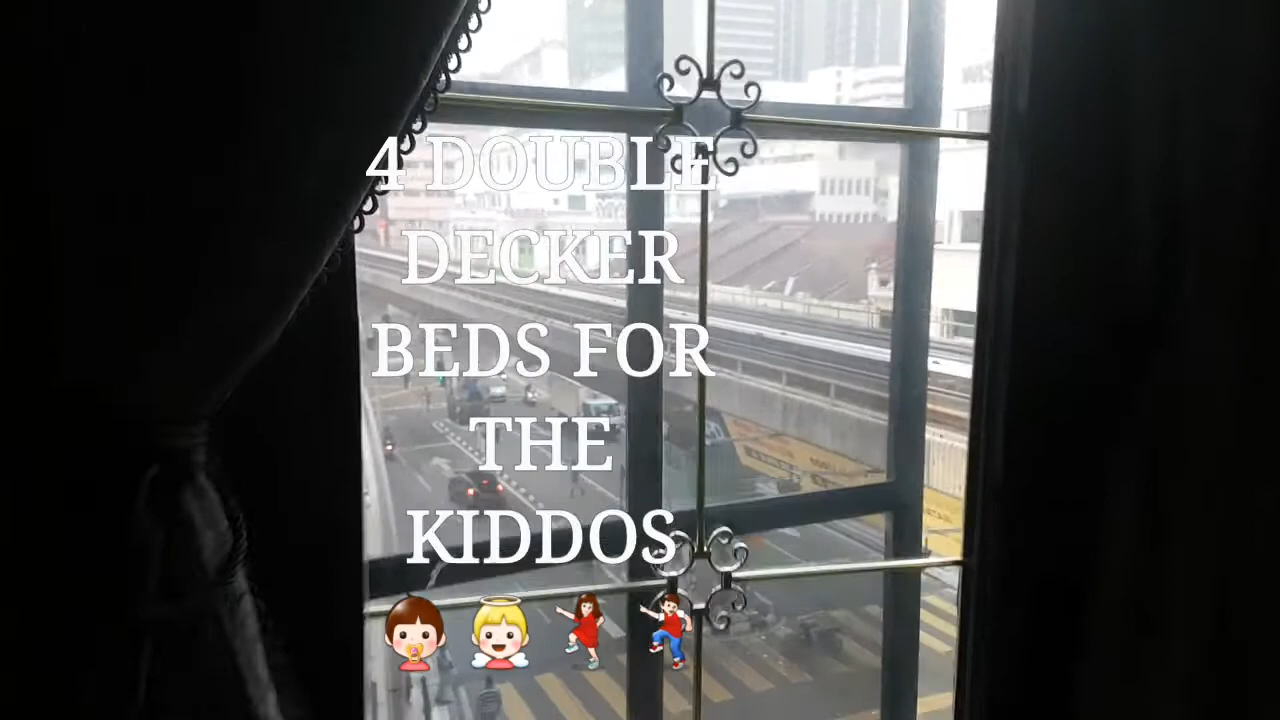 4 DOUBLE
DECKER
BEDS FOR
THE
KIDDOS